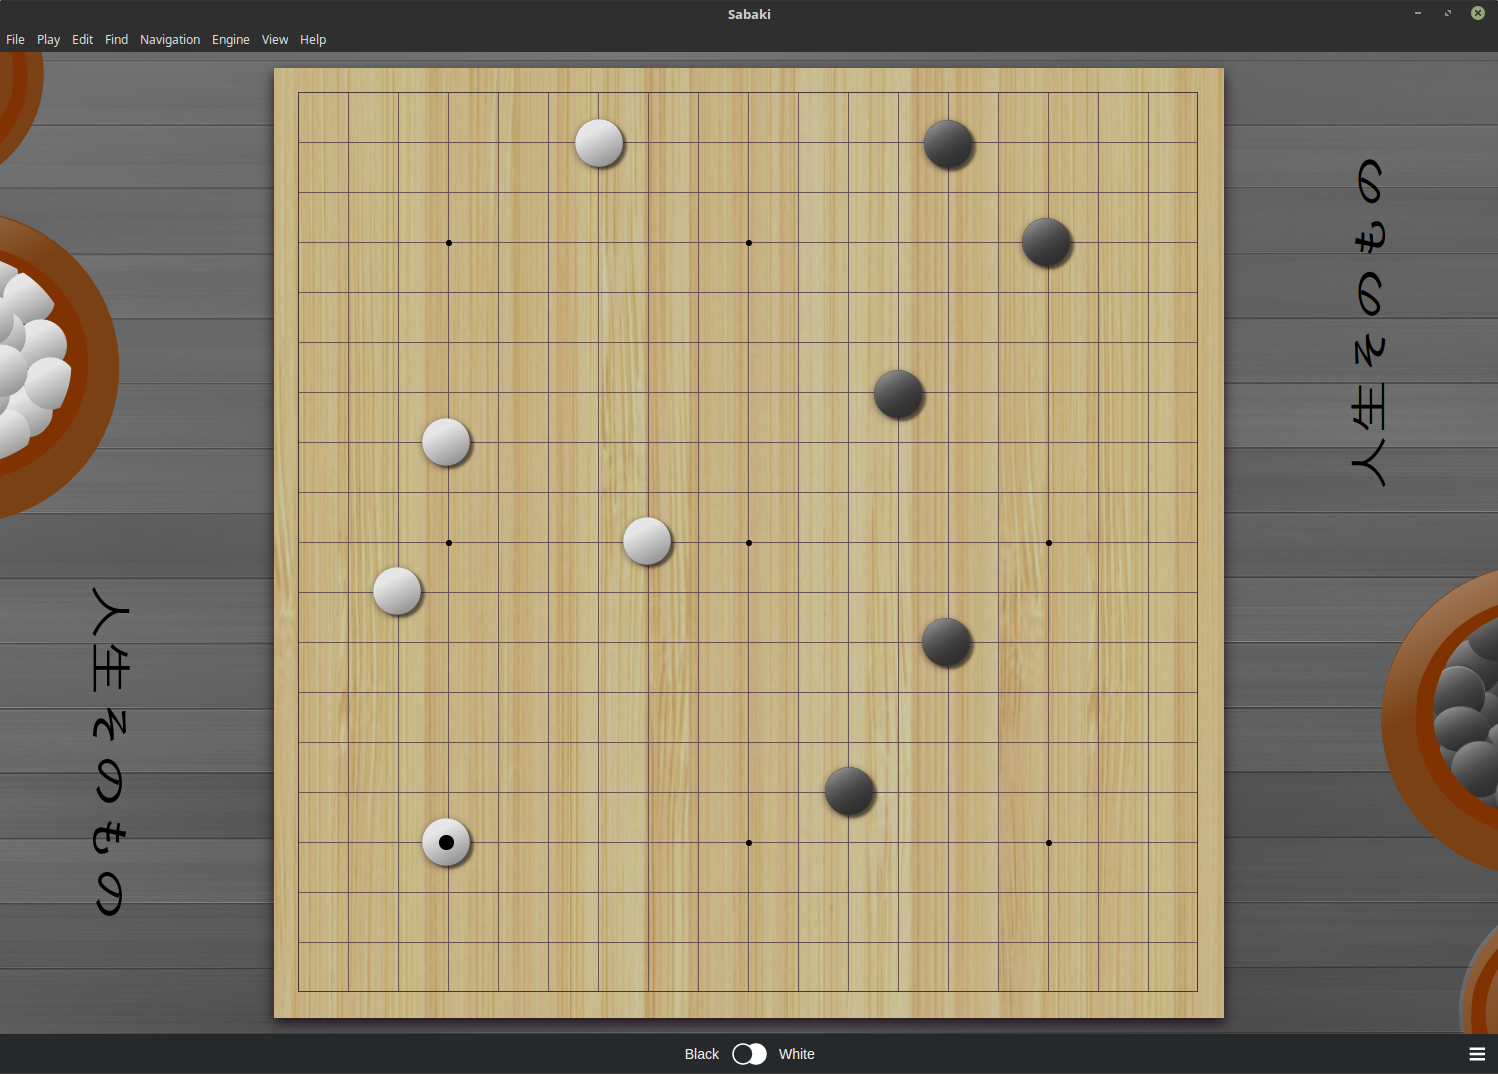 Sabaki
File Play Edit Find Navigation Engine View Help
人生そのもの
人生そのもの
Black White